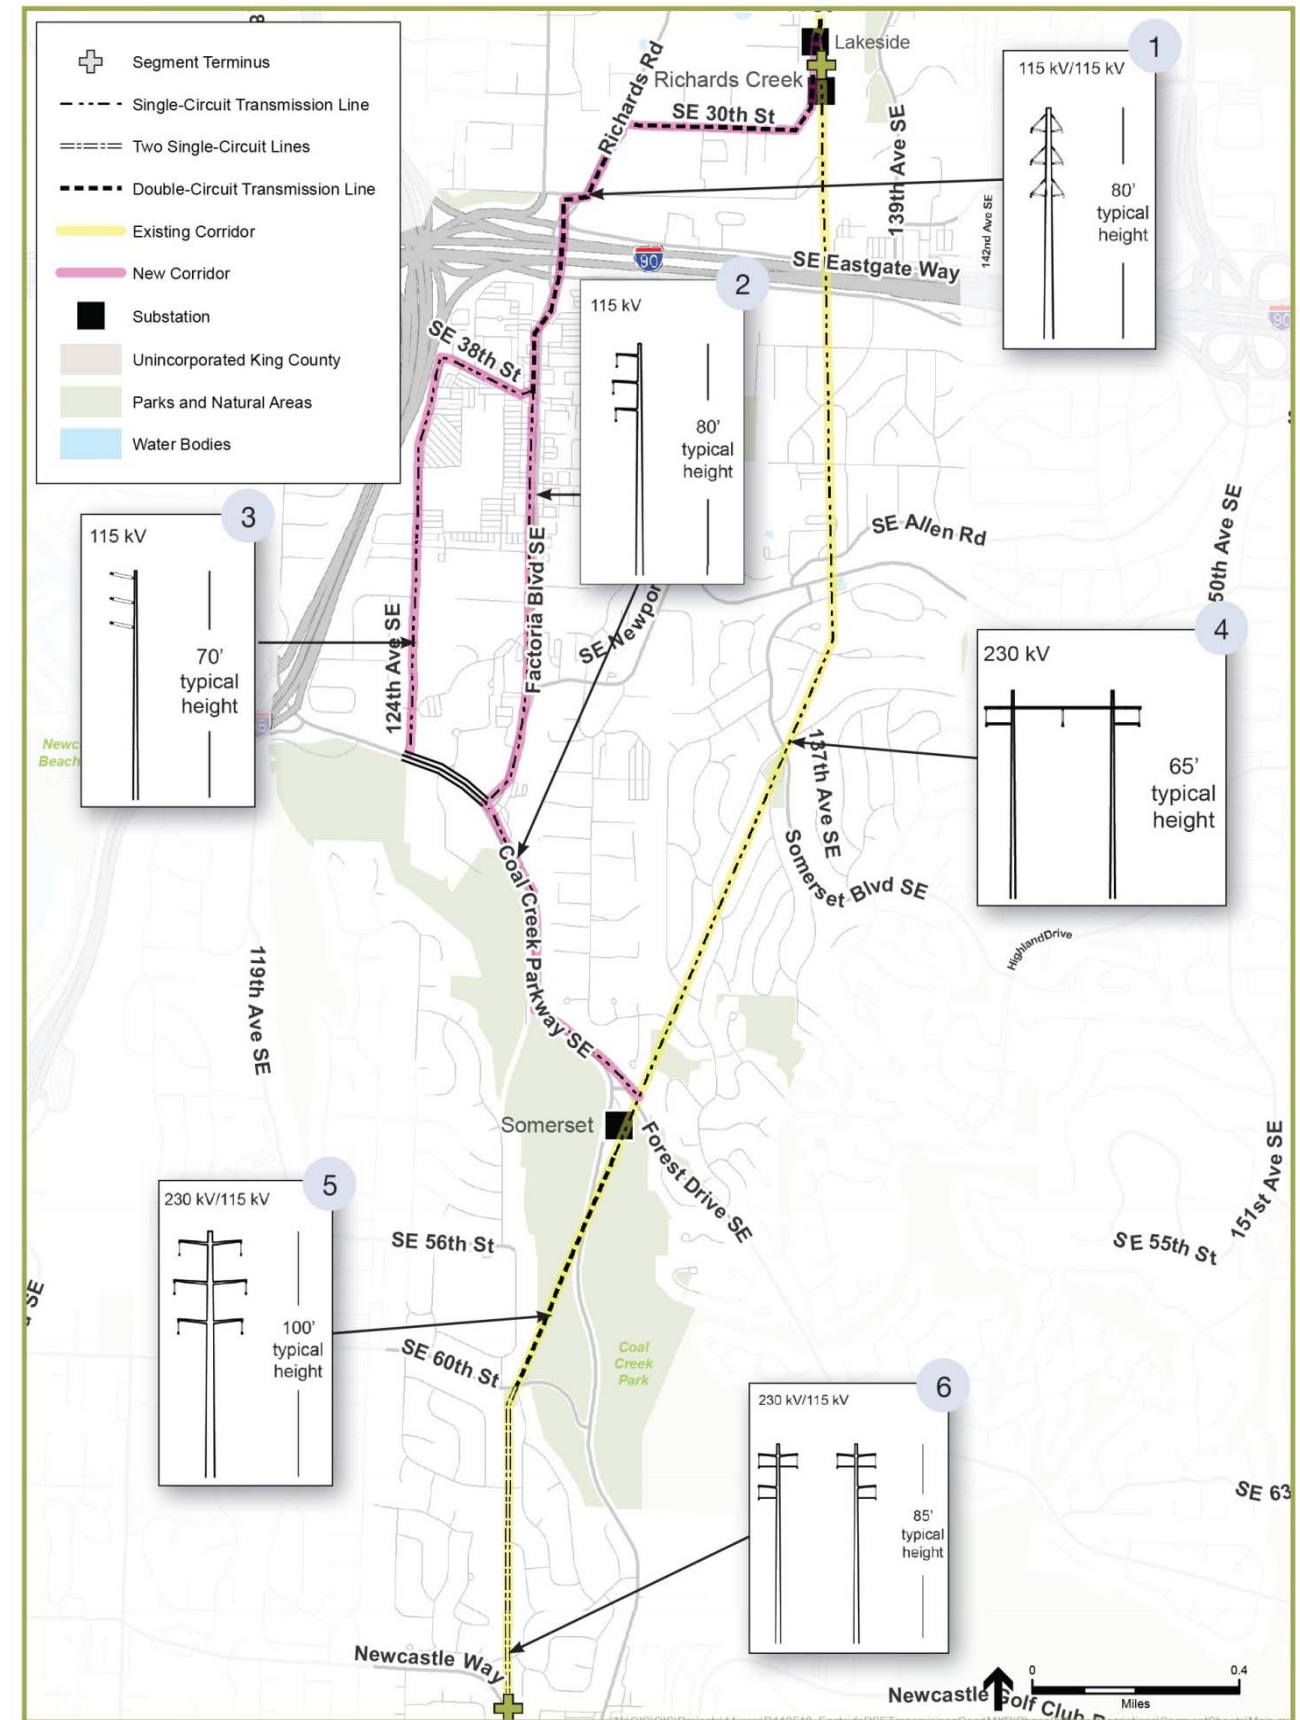 Segment Terminus
Single-Circuit Transmission Line
Two Single-Circuit Lines
Double-Circuit Transmission Line
Existing Corridor
New Corridor
Substation
Unincorporated King County
Parks and Natural Areas
Water Bodies
Lakeside
Richards Creek
Richards Rd
SE 30th St
139th Ave SE
142nd Ave SE
1
115 kV/115 kV
80'
typical
height
90
SE Eastgate Way
90
2
115 kV
80'
typical
height
SE 38th St
3
115 kV
70'
typical
height
124th Ave SE
Factoria Blvd SE
SE Newpor
SE Allen Rd
50th Ave SE
4
230 kV
65'
typical
height
Newc
Beach
137th Ave SE
Somerset Blvd SE
HighlandDrive
Coal Creek Parkway SE
119th Ave SE
Somerset
Forest Drive SE
151st Ave SE
SE 55th St
5
230 kV/115 kV
100'
typical
height
SE 56th St
SE 60th St
Coal
Creek
Park
6
230 kV/115 kV
85'
typical
height
SE 63
Newcastle Way
0 0.4
Miles
Newcastle Golf Club